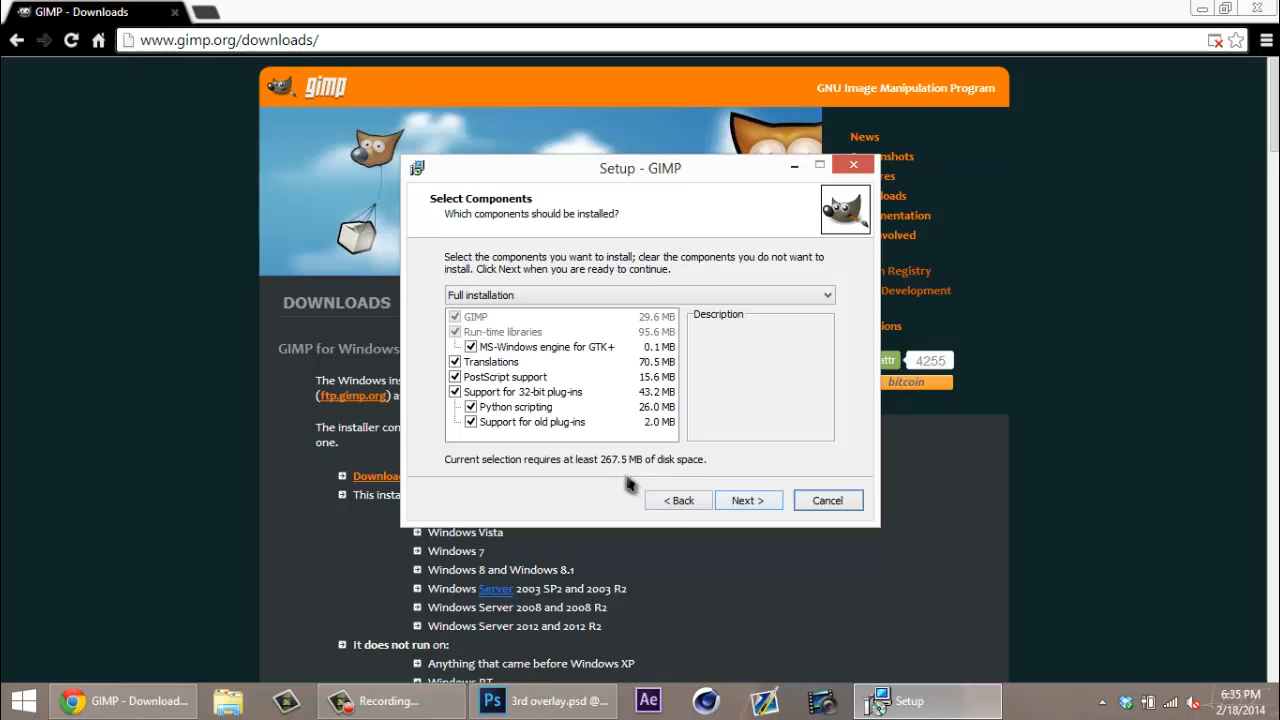 GIMP - Downloads
www.gimp.org/downloads/
gimp
GNU Image Manipulation Program
News
nshots
res
loads
mentation
volved
n Registry
Development
ions
attr
4255
bitcoin
DOWNLOADS
GIMP for Windows
The Windows ins
(ftp.gimp.org) a
The installer con
one.
Download
This insta
Setup - GIMP
Select Components
Which components should be installed?
Select the components you want to install; clear the components you do not want to
install. Click Next when you are ready to continue.
Full installation
GIMP 29.6 MB
Run-time libraries 95.6 MB
MS-Windows engine for GTK+ 0.1 MB
Translations 70.5 MB
PostScript support 15.6 MB
Support for 32-bit plug-ins 43.2 MB
Python scripting 26.0 MB
Support for old plug-ins 2.0 MB
Description
Current selection requires at least 267.5 MB of disk space.
< Back
Next >
Cancel
Windows Vista
Windows 7
Windows 8 and Windows 8.1
Windows Server 2003 SP2 and 2003 R2
Windows Server 2008 and 2008 R2
Windows Server 2012 and 2012 R2
It does not run on:
Anything that came before Windows XP
Windows RT
GIMP - Download...
Recording...
Ps
3rd overlay.psd @...
Ae
Setup
6:35 PM
2/18/2014